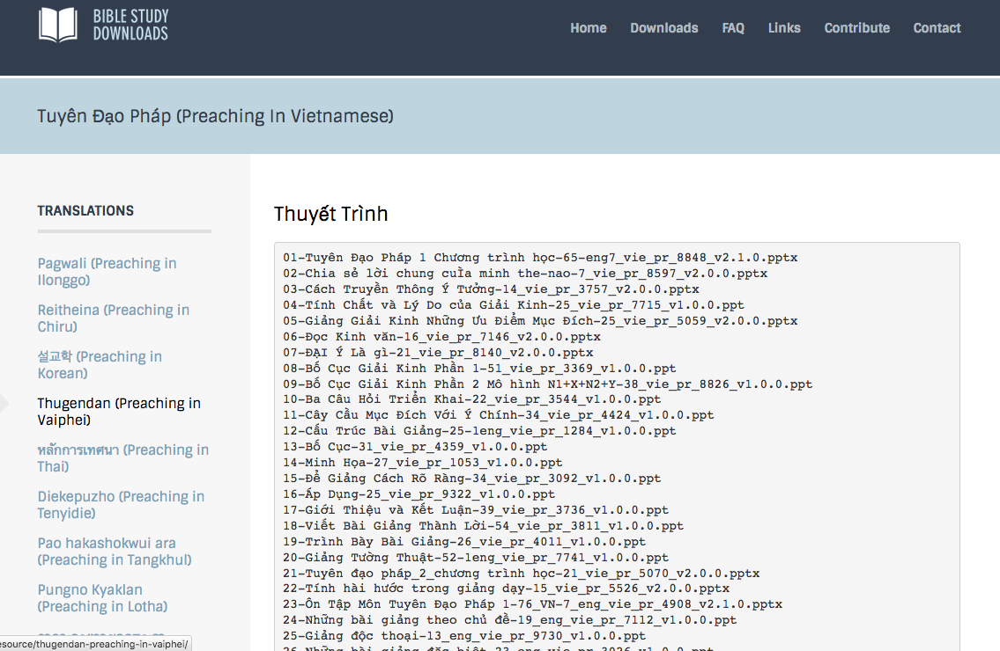 BIBLE STUDY
DOWNLOADS
Home Downloads FAQ Links Contribute Contact
Tuyên Đạo Pháp (Preaching In Vietnamese)
TRANSLATIONS
Pagwali (Preaching in
Ilonggo)
Reitheina (Preaching in
Chiru)
설교학 (Preaching in
Korean)
Thugendan (Preaching in
Vaiphei)
หลักการเทศนา (Preaching in
Thai)
Diekepuzho (Preaching in
Tenyidie)
Pao hakashokwui ara
(Preaching in Tangkhul)
Pungno Kyaklan
(Preaching in Lotha)
esource/thugendan-preaching-in-vaiphei/
Thuyết Trình
01-Tuyên Đạo Pháp 1 Chương trình học-65-eng7_vie_pr_8848_v2.1.0.pptx
02-Chia sẻ lời chung cuÌa minh the-nao-7_vie_pr_8597_v2.0.0.pptx
03-Cách Truyền Thông Ý Tưởng-14_vie_pr_3757_v2.0.0.pptx
04-Tính Chất và Lý Do của Giải Kinh-25_vie_pr_7715_v1.0.0.ppt
05-Giảng Giải Kinh Những Ưu Điểm Mục Đích-25_vie_pr_5059_v2.0.0.pptx
06-Đọc Kinh văn-16_vie_pr_7146_v2.0.0.pptx
07-ĐẠI Ý Là gì-21_vie_pr_8140_v2.0.0.pptx
08-Bố Cục Giải Kinh Phần 1-51_vie_pr_3369_v1.0.0.ppt
09-Bố Cục Giải Kinh Phần 2 Mô hình N1+X+N2+Y-38_vie_pr_8826_v1.0.0.ppt
10-Ba Câu Hỏi Triển Khai-22_vie_pr_3544_v1.0.0.ppt
11-Cây Cầu Mục Đích Với Ý Chính-34_vie_pr_4424_v1.0.0.ppt
12-Cấu Trúc Bài Giảng-25-1eng_vie_pr_1284_v1.0.0.ppt
13-Bố Cục-31_vie_pr_4359_v1.0.0.ppt
14-Minh Họa-27_vie_pr_1053_v1.0.0.ppt
15-Để Giảng Cách Rõ Ràng-34_vie_pr_3092_v1.0.0.ppt
16-Áp Dụng-25_vie_pr_9322_v1.0.0.ppt
17-Giới Thiệu và Kết Luận-39_vie_pr_3736_v1.0.0.ppt
18-Viết Bài Giảng Thành Lời-54_vie_pr_3811_v1.0.0.ppt
19-Trình Bày Bài Giảng-26_vie_pr_4011_v1.0.0.ppt
20-Giảng Tường Thuật-52-1eng_vie_pr_7741_v1.0.0.ppt
21-Tuyên đạo pháp_2_chương trình học-21_vie_pr_5070_v2.0.0.pptx
22-Tính hài hước trong giảng dạy-15_vie_pr_5526_v2.0.0.pptx
23-Ôn Tập Môn Tuyên Đạo Pháp 1-76_VN-7_eng_vie_pr_4908_v2.1.0.pptx
24-Những bài giảng theo chủ đề-19_eng_vie_pr_7112_v1.0.0.ppt
25-Giảng độc thoại-13_eng_vie_pr_9730_v1.0.0.ppt
26-Những bài giảng đặc biệt-23_eng_vie_pr_3026_v1.0.0.ppt